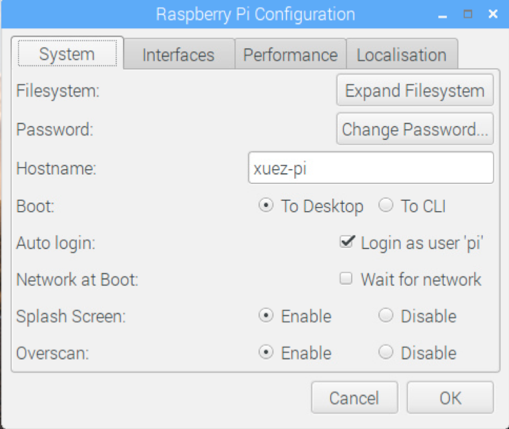 Raspberry Pi Configuration
System Interfaces Performance Localisation
Filesystem: Expand Filesystem
Password: Change Password...
Hostname: xuez-pi
Boot: To Desktop To CLI
Auto login: Login as user 'pi'
Network at Boot: Wait for network
Splash Screen: Enable Disable
Overscan: Enable Disable
Cancel OK